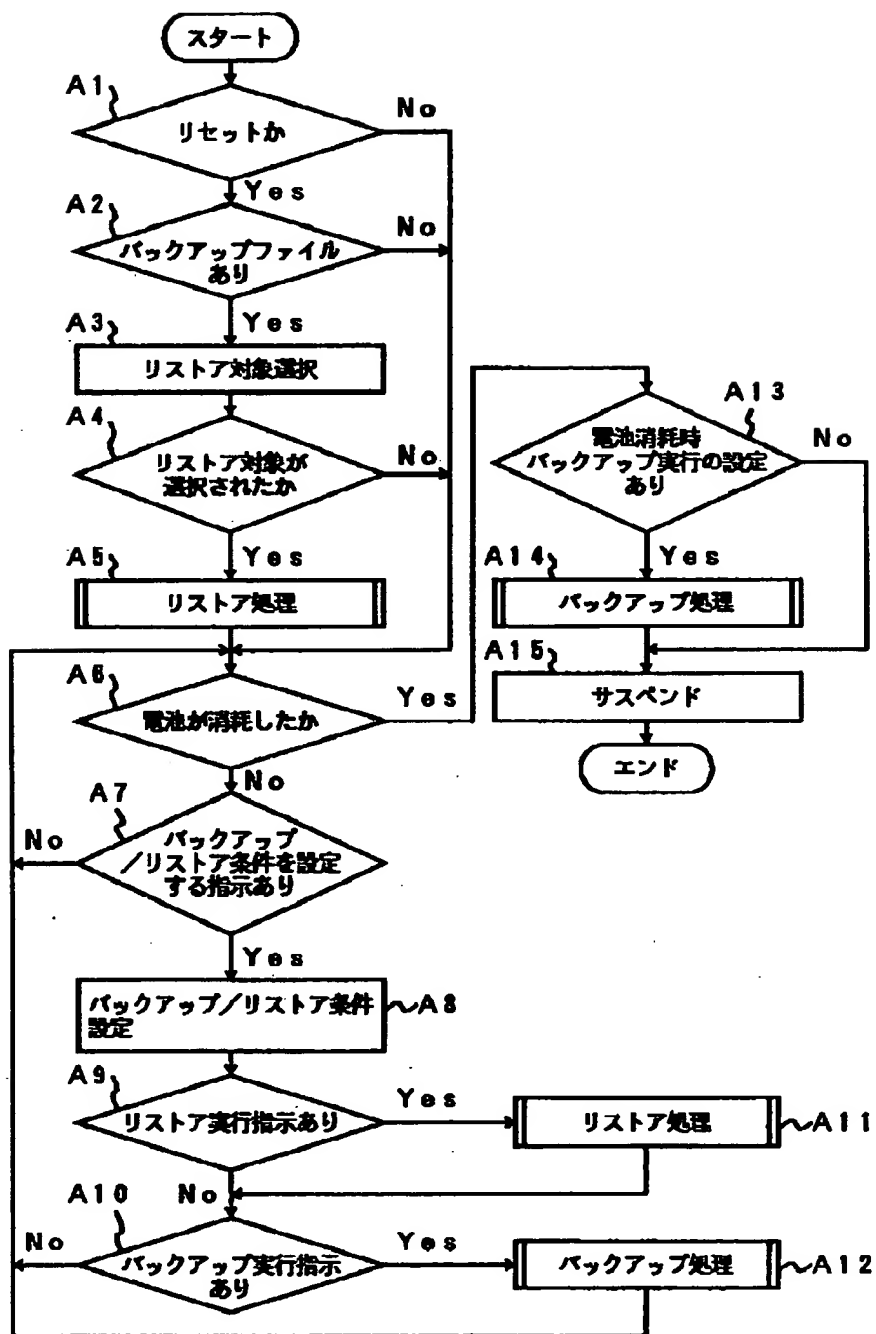 スタート
A1
リセットか
No
Yes
A2
バックアップファイル
あり
No
Yes
A3
リストア対象選択
A4
リストア対象が
選択されたか
No
Yes
A5
リストア処理
A6
電池が消耗したか
Yes
No
A7
バックアップ
/リストア条件を設定
する指示あり
No
Yes
バックアップ/リストア条件
設定
A8
A9
リストア実行指示あり
Yes
No
リストア処理
A11
A10
バックアップ実行指示
あり
No
Yes
バックアップ処理
A12
A13
電池消耗時
バックアップ実行の設定
あり
No
Yes
A14
バックアップ処理
A15
サスペンド
エンド